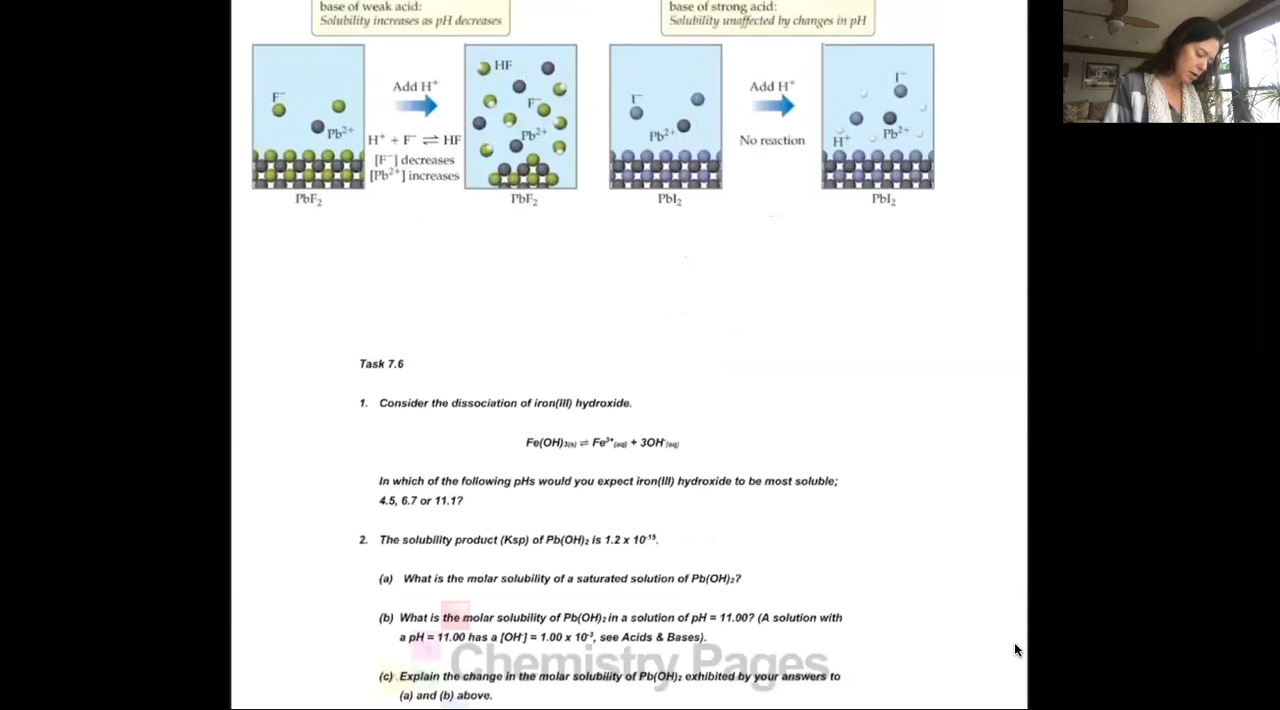 base of weak acid:
Solubility increases as pH decreases
base of strong acid:
Solubility unaffected by changes in pH
F⁻
Pb²⁺
PbF₂
Add H⁺
H⁺ + F⁻ ⇌ HF
[F⁻] decreases
[Pb²⁺] increases
HF
F⁻
Pb²⁺
PbF₂
I⁻
Pb²⁺
PbI₂
Add H⁺
No reaction
I⁻
H⁺
Pb²⁺
PbI₂
Task 7.6
1. Consider the dissociation of iron(III) hydroxide.
Fe(OH)₃₍ₛ₎ ⇌ Fe³⁺(aq) + 3OH⁻(aq)
In which of the following pHs would you expect iron(III) hydroxide to be most soluble;
4.5, 6.7 or 11.1?
2. The solubility product (Ksp) of Pb(OH)₂ is 1.2 x 10⁻¹⁵.
(a) What is the molar solubility of a saturated solution of Pb(OH)₂?
(b) What is the molar solubility of Pb(OH)₂ in a solution of pH = 11.00? (A solution with
a pH = 11.00 has a [OH⁻] = 1.00 x 10⁻³, see Acids & Bases).
Chemistry Pages
(c) Explain the change in the molar solubility of Pb(OH)₂ exhibited by your answers to
(a) and (b) above.